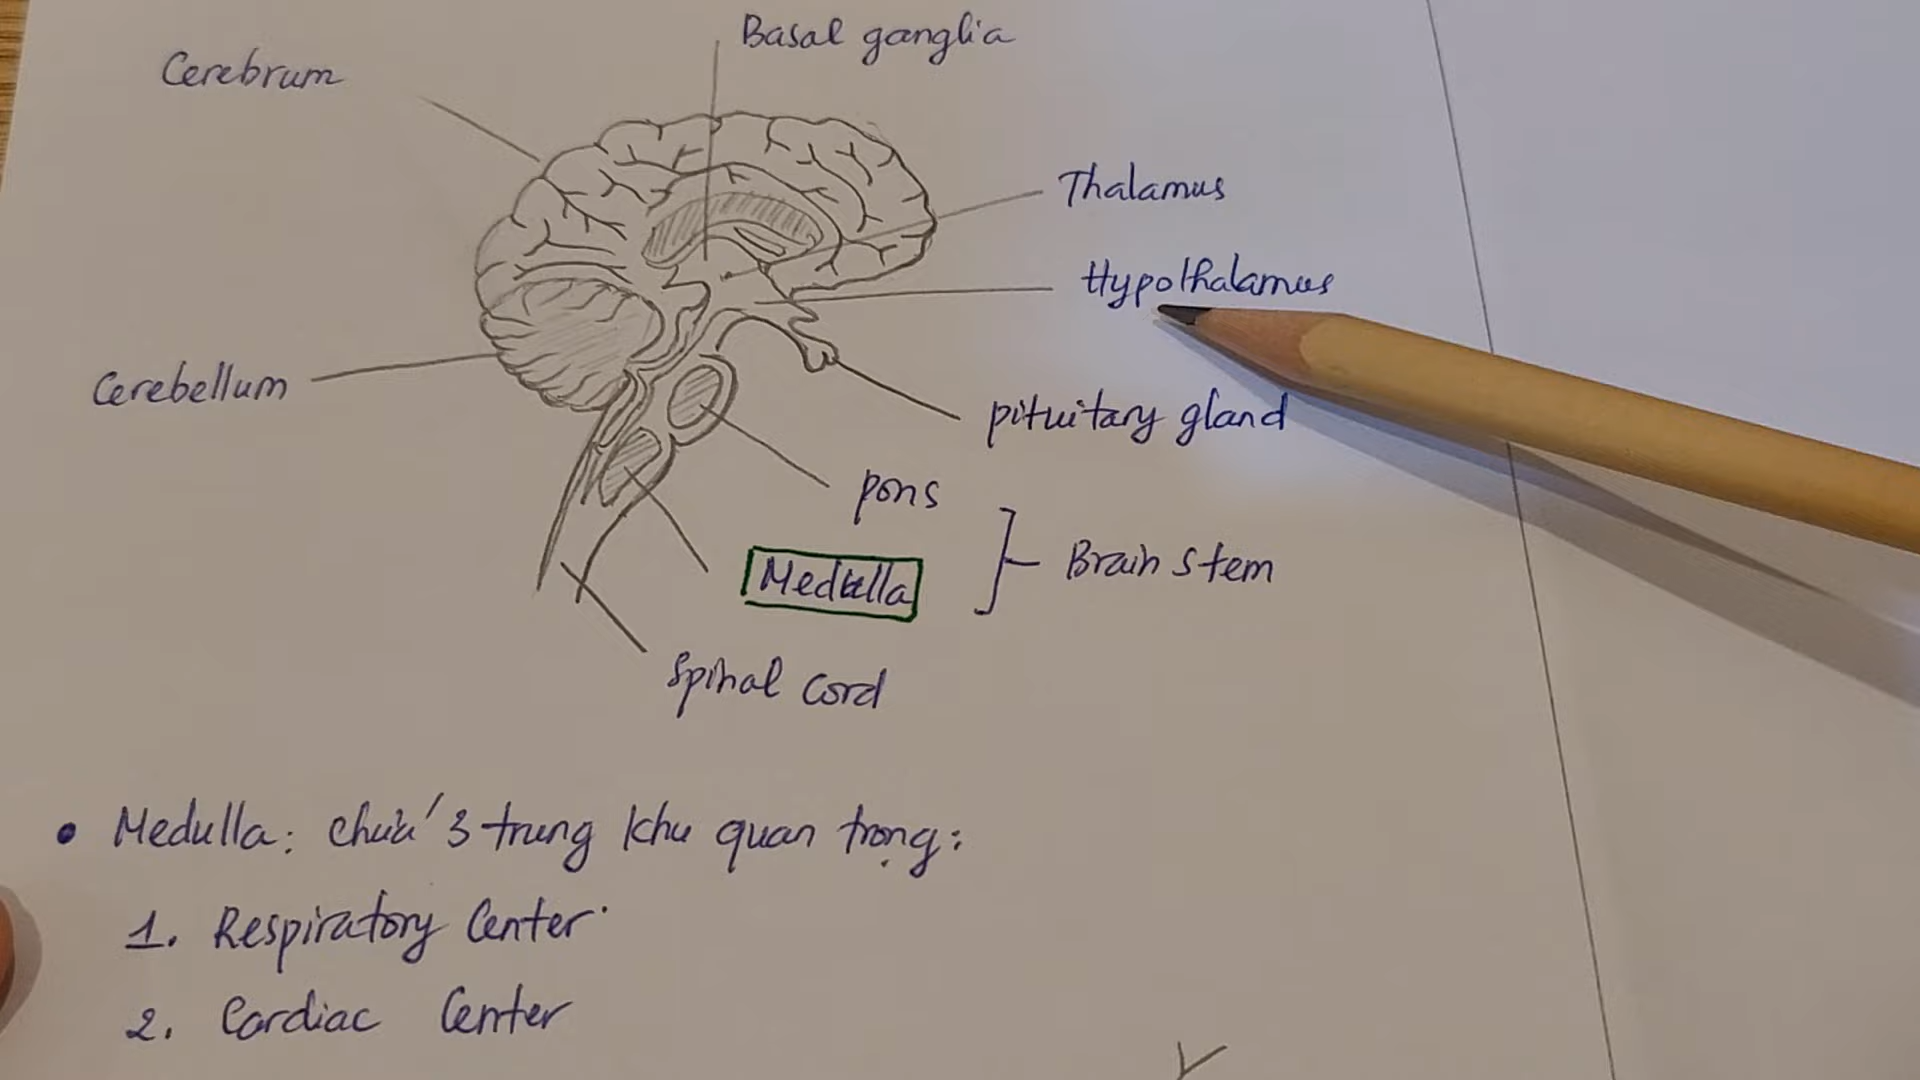 Basal ganglia
Cerebrum
Thalamus
Hypothalamus
Cerebellum
pituitary gland
pons
Medulla
Brain stem
Spinal cord
• Medulla: chứa 3 trung khu quan trọng:
1. Respiratory Center
2. Cardiac Center